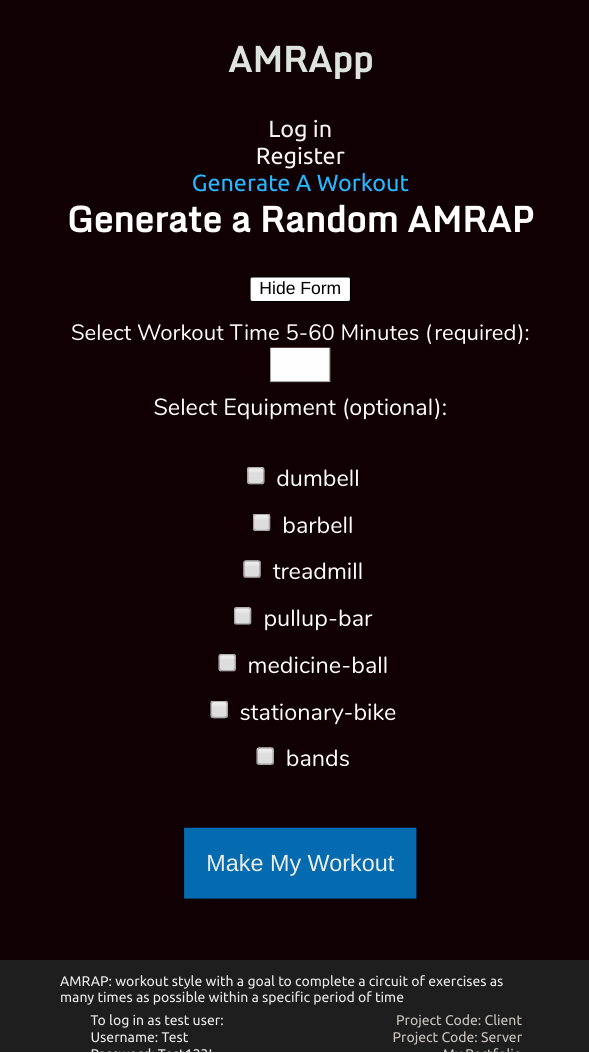 AMRApp
Log in
Register
Generate A Workout
Generate a Random AMRAP
Hide Form
Select Workout Time 5-60 Minutes (required):
Select Equipment (optional):
dumbell
barbell
treadmill
pullup-bar
medicine-ball
stationary-bike
bands
Make My Workout
AMRAP: workout style with a goal to complete a circuit of exercises as
many times as possible within a specific period of time
To log in as test user:
Project Code: Client
Username: Test
Project Code: Server
My Portfolio